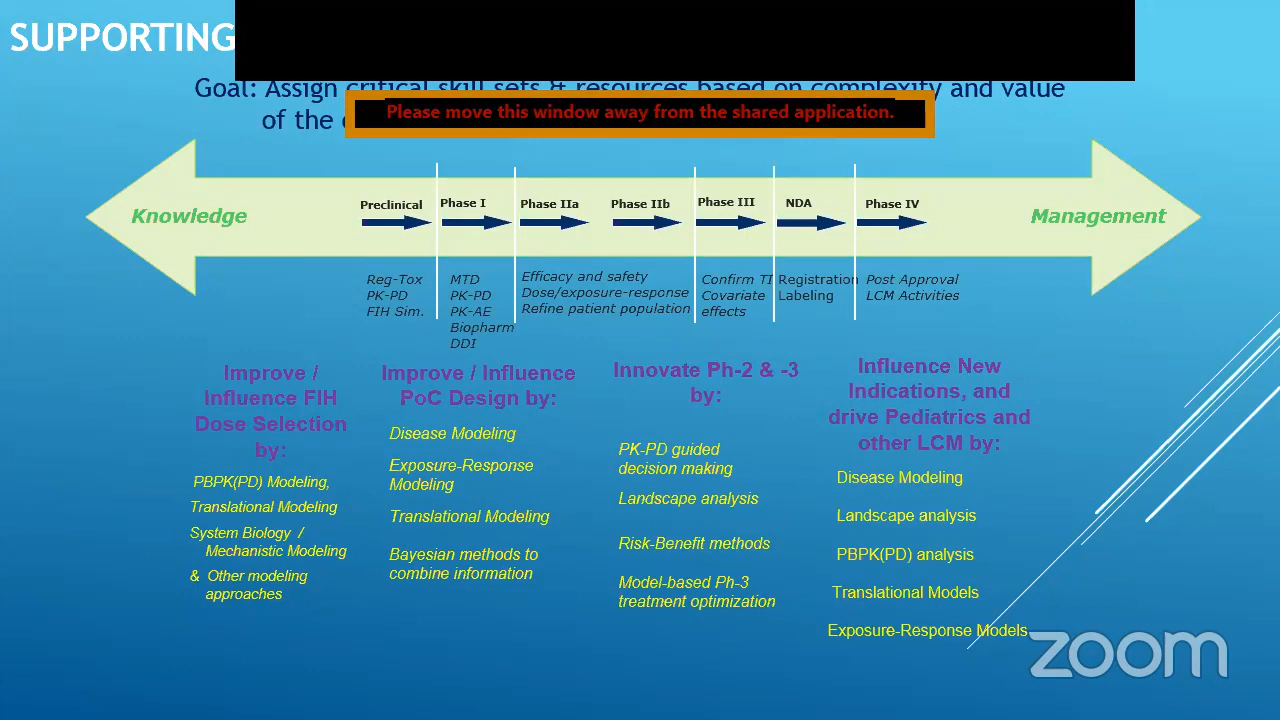 SUPPORTING
Goal: Assign critical skill sets & resources based on complexity and value
of the
Please move this window away from the shared application.
Knowledge
Management
Preclinical
Phase I
Phase IIa
Phase IIb
Phase III
NDA
Phase IV
Reg-Tox
PK-PD
FIH Sim.
MTD
PK-PD
PK-AE
Biopharm
DDI
Efficacy and safety
Dose/exposure-response
Refine patient population
Confirm TI
Covariate
effects
Registration
Labeling
Post Approval
LCM Activities
Improve /
Influence FIH
Dose Selection
by:
PBPK(PD) Modeling,
Translational Modeling
System Biology /
Mechanistic Modeling
& Other modeling
approaches
Improve / Influence
PoC Design by:
Disease Modeling
Exposure-Response
Modeling
Translational Modeling
Bayesian methods to
combine information
Innovate Ph-2 & -3
by:
PK-PD guided
decision making
Landscape analysis
Risk-Benefit methods
Model-based Ph-3
treatment optimization
Influence New
Indications, and
drive Pediatrics and
other LCM by:
Disease Modeling
Landscape analysis
PBPK(PD) analysis
Translational Models
Exposure-Response Models
zoom